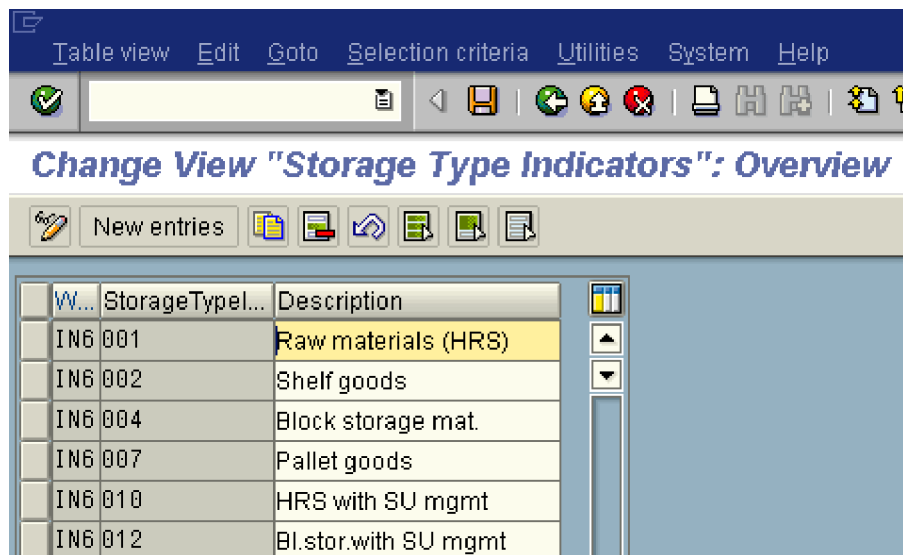 Table view Edit Goto Selection criteria Utilities System Help
Change View "Storage Type Indicators": Overview
New entries
W... StorageTypeI... Description
IN6 001 Raw materials (HRS)
IN6 002 Shelf goods
IN6 004 Block storage mat.
IN6 007 Pallet goods
IN6 010 HRS with SU mgmt
IN6 012 Bl.stor.with SU mgmt